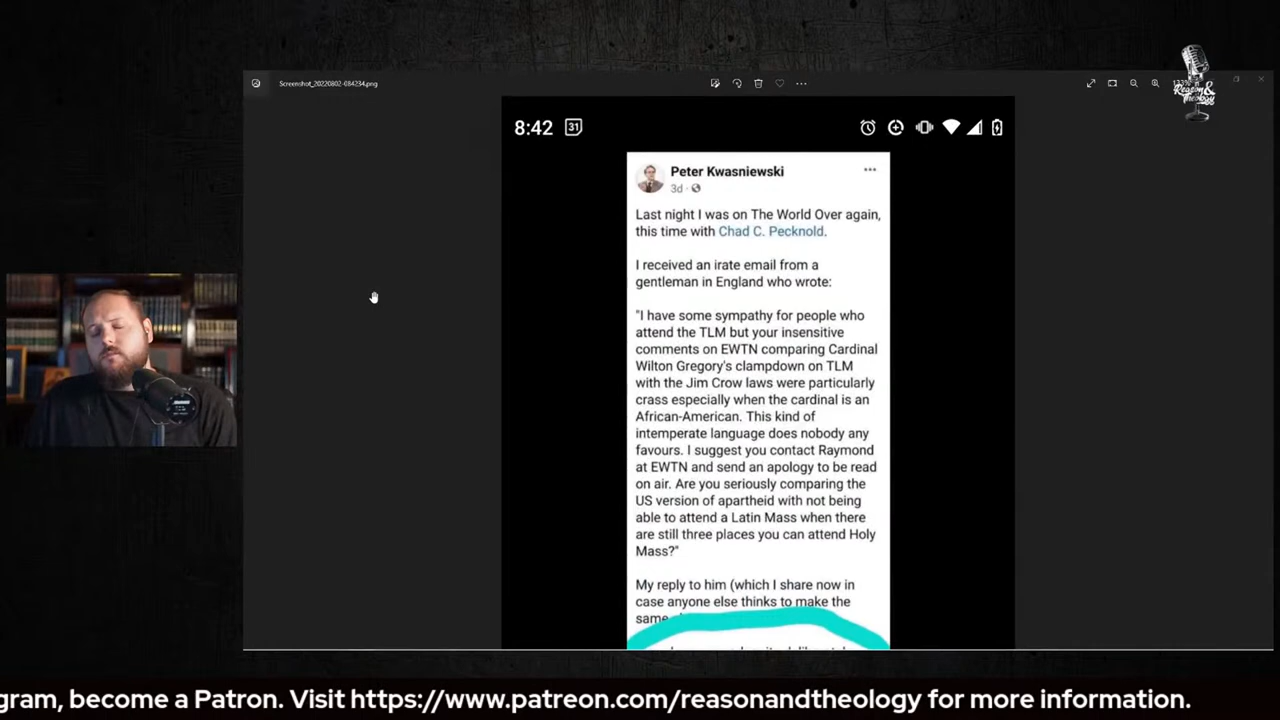 Screenshot_20220802-084234.png
Reason &
Theology
8:42
31
Peter Kwasniewski
3d
Last night I was on The World Over again,
this time with Chad C. Pecknold.
I received an irate email from a
gentleman in England who wrote:
"I have some sympathy for people who
attend the TLM but your insensitive
comments on EWTN comparing Cardinal
Wilton Gregory's clampdown on TLM
with the Jim Crow laws were particularly
crass especially when the cardinal is an
African-American. This kind of
intemperate language does nobody any
favours. I suggest you contact Raymond
at EWTN and send an apology to be read
on air. Are you seriously comparing the
US version of apartheid with not being
able to attend a Latin Mass when there
are still three places you can attend Holy
Mass?"
My reply to him (which I share now in
case anyone else thinks to make the
same
gram, become a Patron. Visit https://www.patreon.com/reasonandtheology for more information.